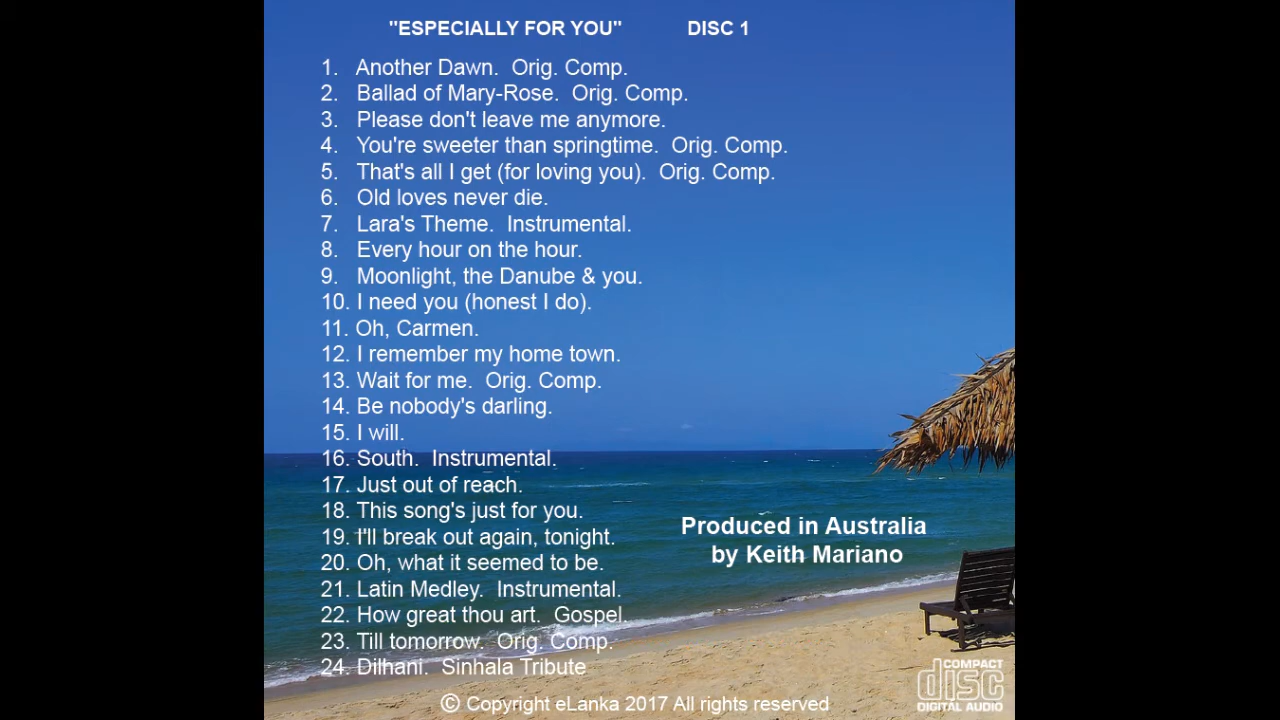 "ESPECIALLY FOR YOU" DISC 1
1. Another Dawn. Orig. Comp.
2. Ballad of Mary-Rose. Orig. Comp.
3. Please don't leave me anymore.
4. You're sweeter than springtime. Orig. Comp.
5. That's all I get (for loving you). Orig. Comp.
6. Old loves never die.
7. Lara's Theme. Instrumental.
8. Every hour on the hour.
9. Moonlight, the Danube & you.
10. I need you (honest I do).
11. Oh, Carmen.
12. I remember my home town.
13. Wait for me. Orig. Comp.
14. Be nobody's darling.
15. I will.
16. South. Instrumental.
17. Just out of reach.
18. This song's just for you.
19. I'll break out again, tonight.
20. Oh, what it seemed to be.
21. Latin Medley. Instrumental.
22. How great thou art. Gospel.
23. Till tomorrow. Orig. Comp.
24. Dilhani. Sinhala Tribute
Produced in Australia
by Keith Mariano
COMPACT
disc
DIGITAL AUDIO
© Copyright eLanka 2017 All rights reserved